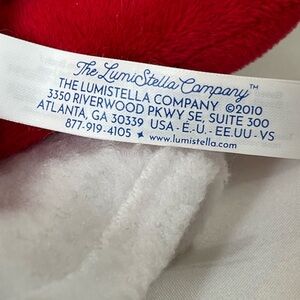 The LumiStella Company™
THE LUMISTELLA COMPANY ©2010
3350 RIVERWOOD PKWY SE, SUITE 300
ATLANTA, GA 30339 USA - É.-U. - EE.UU - VS
877-919-4105 ✦ www.lumistella.com